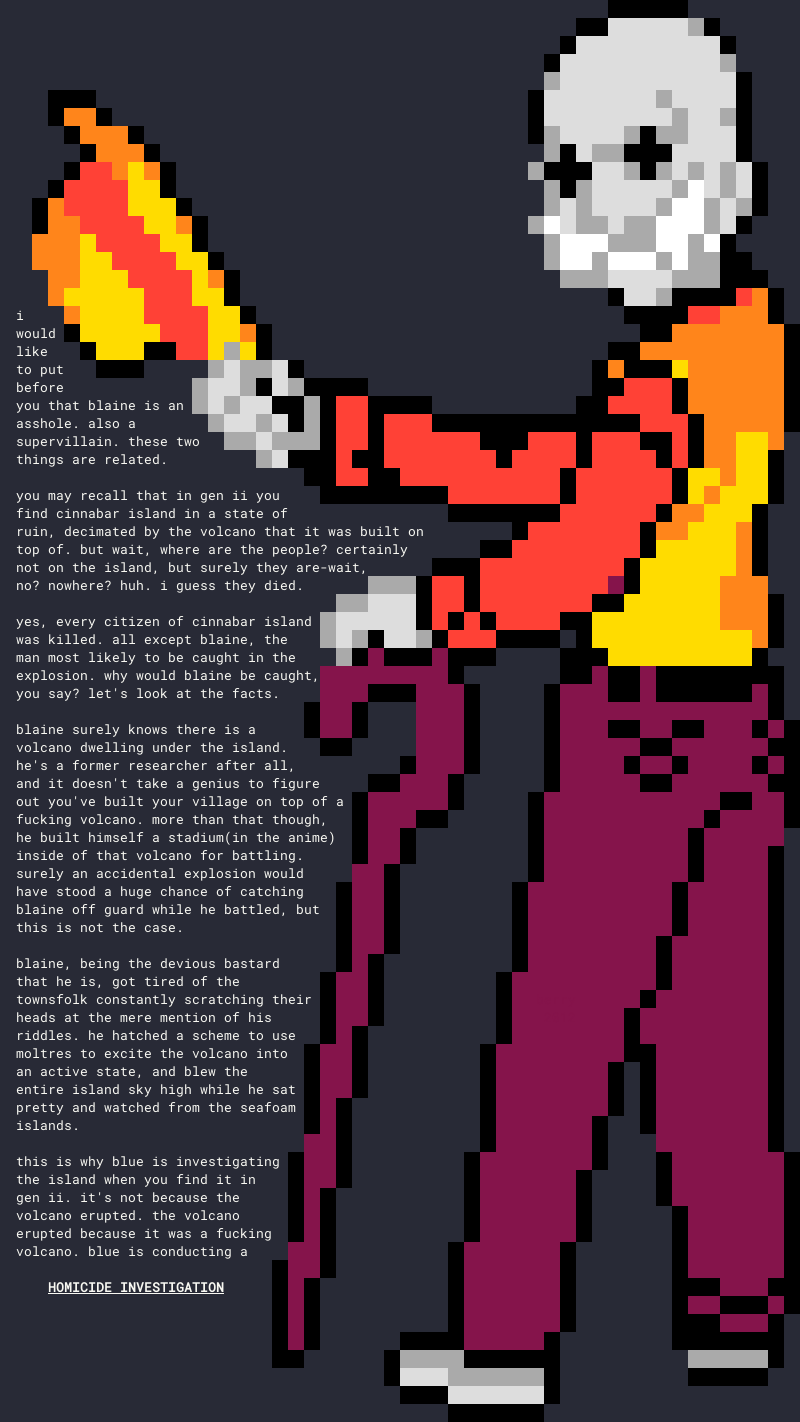 i
would
like
to put
before
you that blaine is an
asshole. also a
supervillain. these two
things are related.
you may recall that in gen ii you
find cinnabar island in a state of
ruin, decimated by the volcano that it was built on
top of. but wait, where are the people? certainly
not on the island, but surely they are-wait,
no? nowhere? huh. i guess they died.
yes, every citizen of cinnabar island
was killed. all except blaine, the
man most likely to be caught in the
explosion. why would blaine be caught,
you say? let's look at the facts.
blaine surely knows there is a
volcano dwelling under the island.
he's a former researcher after all,
and it doesn't take a genius to figure
out you've built your village on top of a
fucking volcano. more than that though,
he built himself a stadium(in the anime)
inside of that volcano for battling.
surely an accidental explosion would
have stood a huge chance of catching
blaine off guard while he battled, but
this is not the case.
blaine, being the devious bastard
that he is, got tired of the
townsfolk constantly scratching their
heads at the mere mention of his
riddles. he hatched a scheme to use
moltres to excite the volcano into
an active state, and blew the
entire island sky high while he sat
pretty and watched from the seafoam
islands.
this is why blue is investigating
the island when you find it in
gen ii. it's not because the
volcano erupted. the volcano
erupted because it was a fucking
volcano. blue is conducting a
HOMICIDE INVESTIGATION